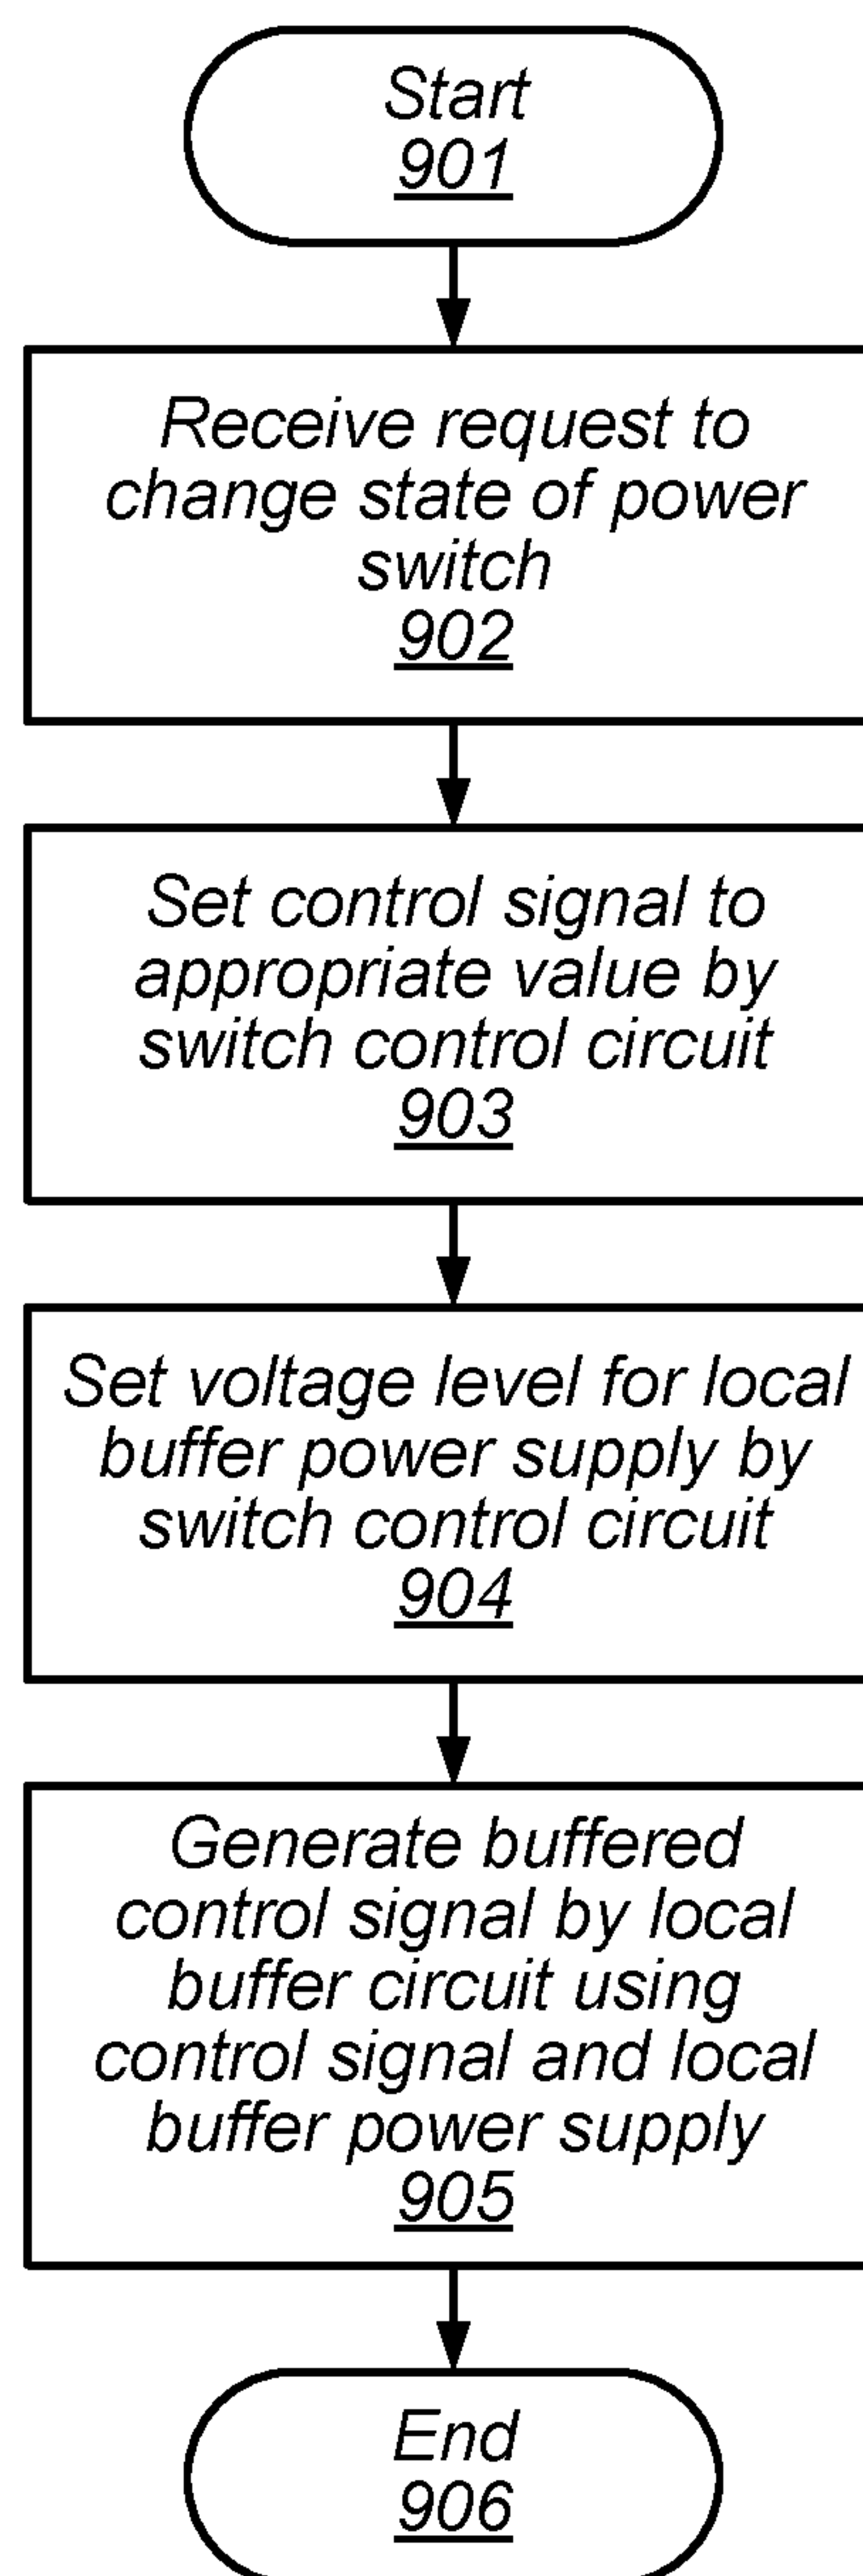 Start
901
Receive request to
change state of power
switch
902
Set control signal to
appropriate value by
switch control circuit
903
Set voltage level for local
buffer power supply by
switch control circuit
904
Generate buffered
control signal by local
buffer circuit using
control signal and local
buffer power supply
905
End
906